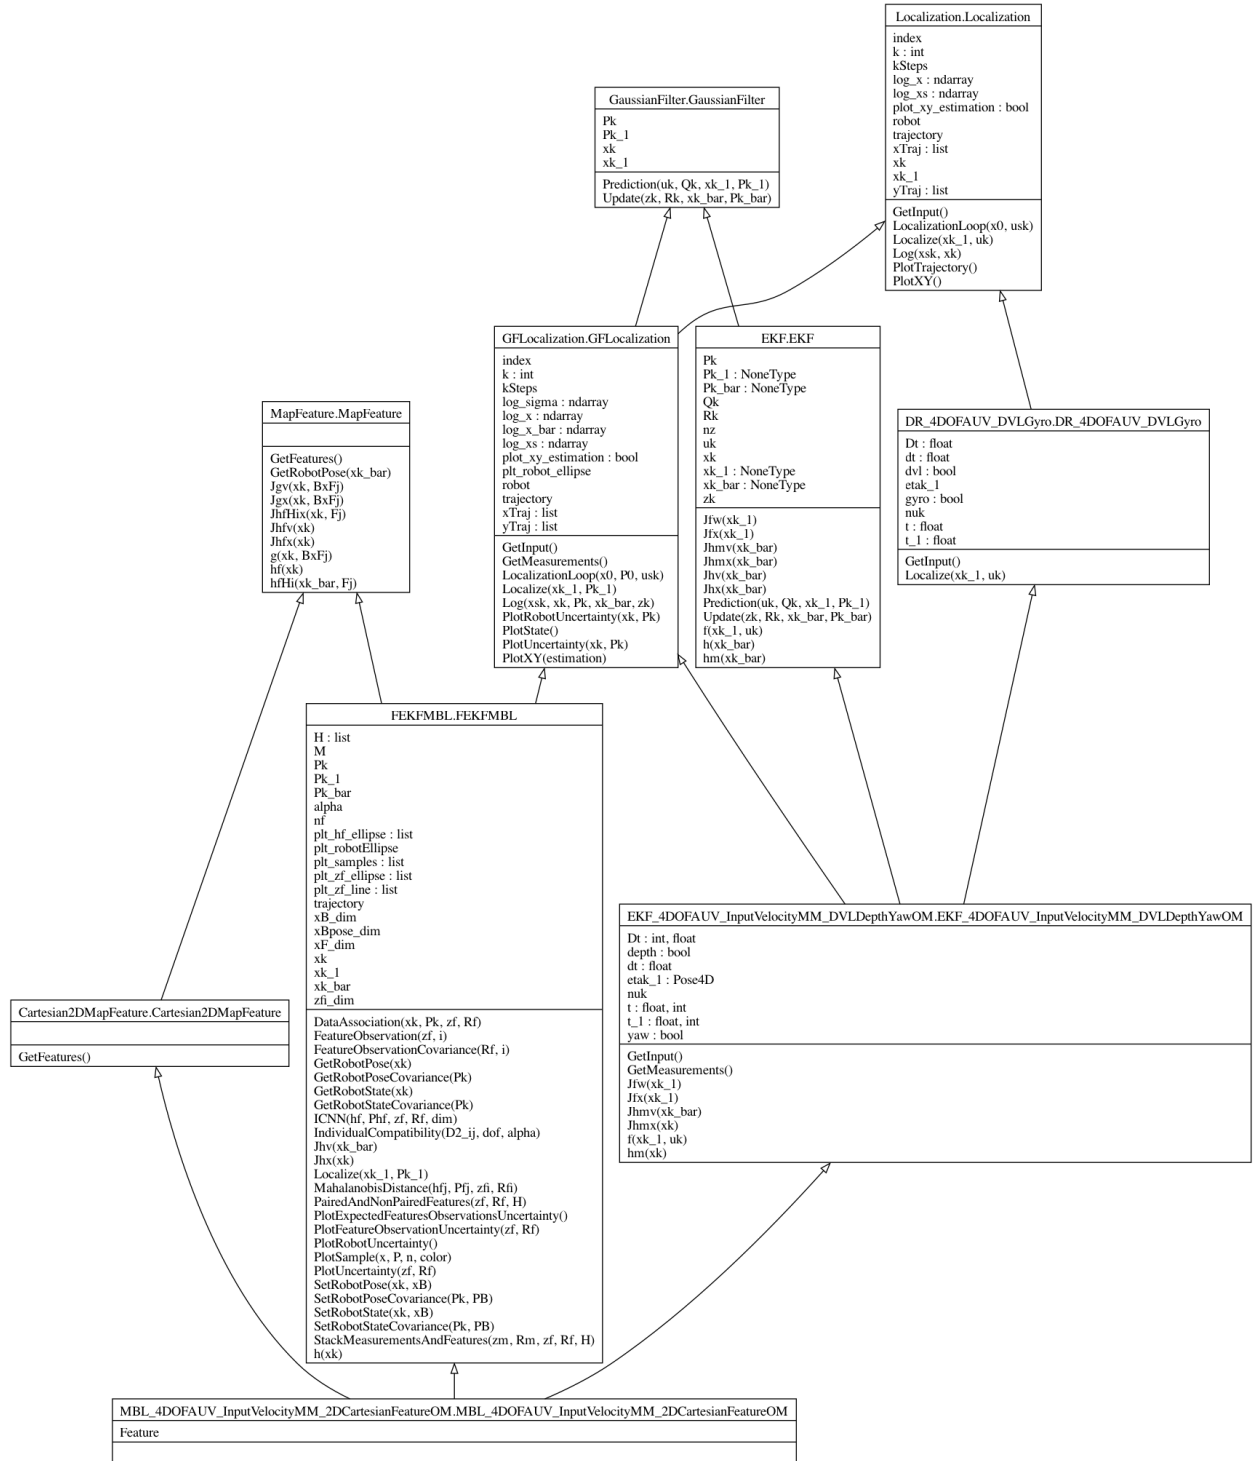 Localization.Localization
index
k : int
kSteps
log_x : ndarray
log_xs : ndarray
plot_xy_estimation : bool
robot
trajectory
xTraj : list
xk
xk_1
yTraj : list
GetInput()
LocalizationLoop(x0, usk)
Localize(xk_1, uk)
Log(xsk, xk)
PlotTrajectory()
PlotXY()
GaussianFilter.GaussianFilter
Pk
Pk_1
xk
xk_1
Prediction(uk, Qk, xk_1, Pk_1)
Update(zk, Rk, xk_bar, Pk_bar)
GFLocalization.GFLocalization
index
k : int
kSteps
log_sigma : ndarray
log_x : ndarray
log_x_bar : ndarray
log_xs : ndarray
plot_xy_estimation : bool
plt_robot_ellipse
robot
trajectory
xTraj : list
yTraj : list
GetInput()
GetMeasurements()
LocalizationLoop(x0, P0, usk)
Localize(xk_1, Pk_1)
Log(xsk, xk, Pk, xk_bar, zk)
PlotRobotUncertainty(xk, Pk)
PlotState()
PlotUncertainty(xk, Pk)
PlotXY(estimation)
EKF.EKF
Pk
Pk_1 : NoneType
Pk_bar : NoneType
Qk
Rk
nz
uk
xk
xk_1 : NoneType
xk_bar : NoneType
zk
Jfw(xk_1)
Jfx(xk_1)
Jhmv(xk_bar)
Jhmx(xk_bar)
Jhv(xk_bar)
Jhx(xk_bar)
Prediction(uk, Qk, xk_1, Pk_1)
Update(zk, Rk, xk_bar, Pk_bar)
f(xk_1, uk)
h(xk_bar)
hm(xk_bar)
DR_4DOFAUV_DVLGyro.DR_4DOFAUV_DVLGyro
Dt : float
dt : float
dvl : bool
etak_1
gyro : bool
nuk
t : float
t_1 : float
GetInput()
Localize(xk_1, uk)
MapFeature.MapFeature
GetFeatures()
GetRobotPose(xk_bar)
Jgv(xk, BxFj)
Jgx(xk, BxFj)
JhfHix(xk, Fj)
Jhfv(xk)
Jhfx(xk)
g(xk, BxFj)
hf(xk)
hfHi(xk_bar, Fj)
FEKFMBL.FEKFMBL
H : list
M
Pk
Pk_1
Pk_bar
alpha
nf
plt_hf_ellipse : list
plt_robotEllipse
plt_samples : list
plt_zf_ellipse : list
plt_zf_line : list
trajectory
xB_dim
xBpose_dim
xF_dim
xk
xk_1
xk_bar
zfi_dim
DataAssociation(xk, Pk, zf, Rf)
FeatureObservation(zf, i)
FeatureObservationCovariance(Rf, i)
GetRobotPose(xk)
GetRobotPoseCovariance(Pk)
GetRobotState(xk)
GetRobotStateCovariance(Pk)
ICNN(hf, Phf, zf, Rf, dim)
IndividualCompatibility(D2_ij, dof, alpha)
Jhv(xk_bar)
Jhx(xk)
Localize(xk_1, Pk_1)
MahalanobisDistance(hfj, Pfj, zfi, Rfi)
PairedAndNonPairedFeatures(zf, Rf, H)
PlotExpectedFeaturesObservationsUncertainty()
PlotFeatureObservationUncertainty(zf, Rf)
PlotRobotUncertainty()
PlotSample(x, P, n, color)
PlotUncertainty(zf, Rf)
SetRobotPose(xk, xB)
SetRobotPoseCovariance(Pk, PB)
SetRobotState(xk, xB)
SetRobotStateCovariance(Pk, PB)
StackMeasurementsAndFeatures(zm, Rm, zf, Rf, H)
h(xk)
EKF_4DOFAUV_InputVelocityMM_DVLDepthYawOM.EKF_4DOFAUV_InputVelocityMM_DVLDepthYawOM
Dt : int, float
depth : bool
dt : float
etak_1 : Pose4D
nuk
t : float, int
t_1 : float, int
yaw : bool
GetInput()
GetMeasurements()
Jfw(xk_1)
Jfx(xk_1)
Jhmv(xk_bar)
Jhmx(xk)
f(xk_1, uk)
hm(xk)
Cartesian2DMapFeature.Cartesian2DMapFeature
GetFeatures()
MBL_4DOFAUV_InputVelocityMM_2DCartesianFeatureOM.MBL_4DOFAUV_InputVelocityMM_2DCartesianFeatureOM
Feature